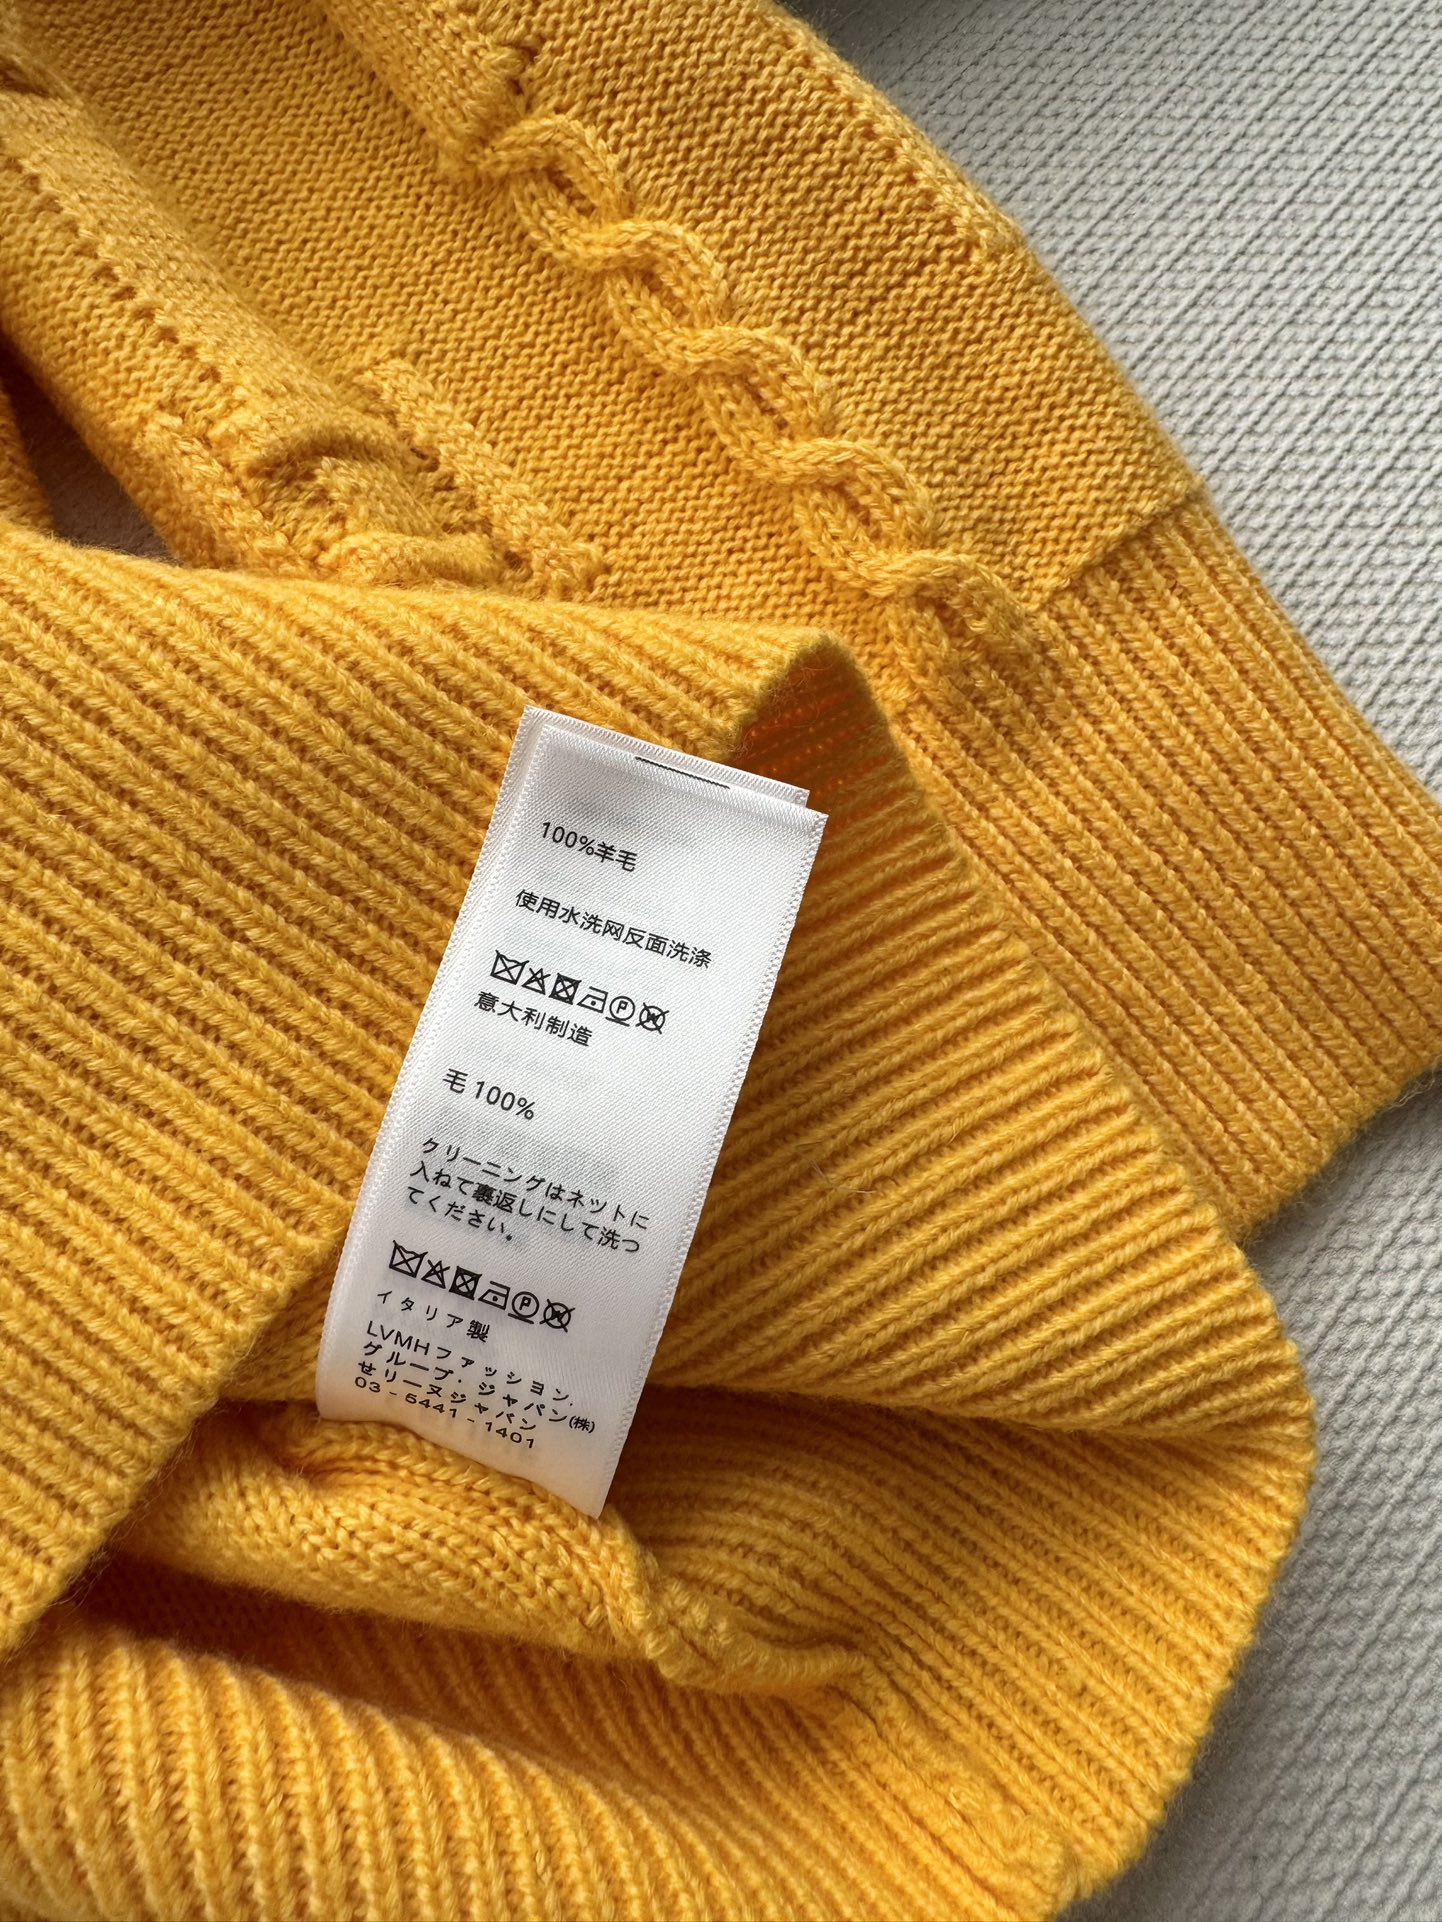 100%羊毛
使用水洗网反面洗涤
P W
意大利制造
毛 100%
クリーニングはネットに
入ねて裏返しにして洗つ
てください。
P W
イタリア製
LVMHファッション.
グループ.ジャパン(株)
せリーヌジャパン
03-5441-1401